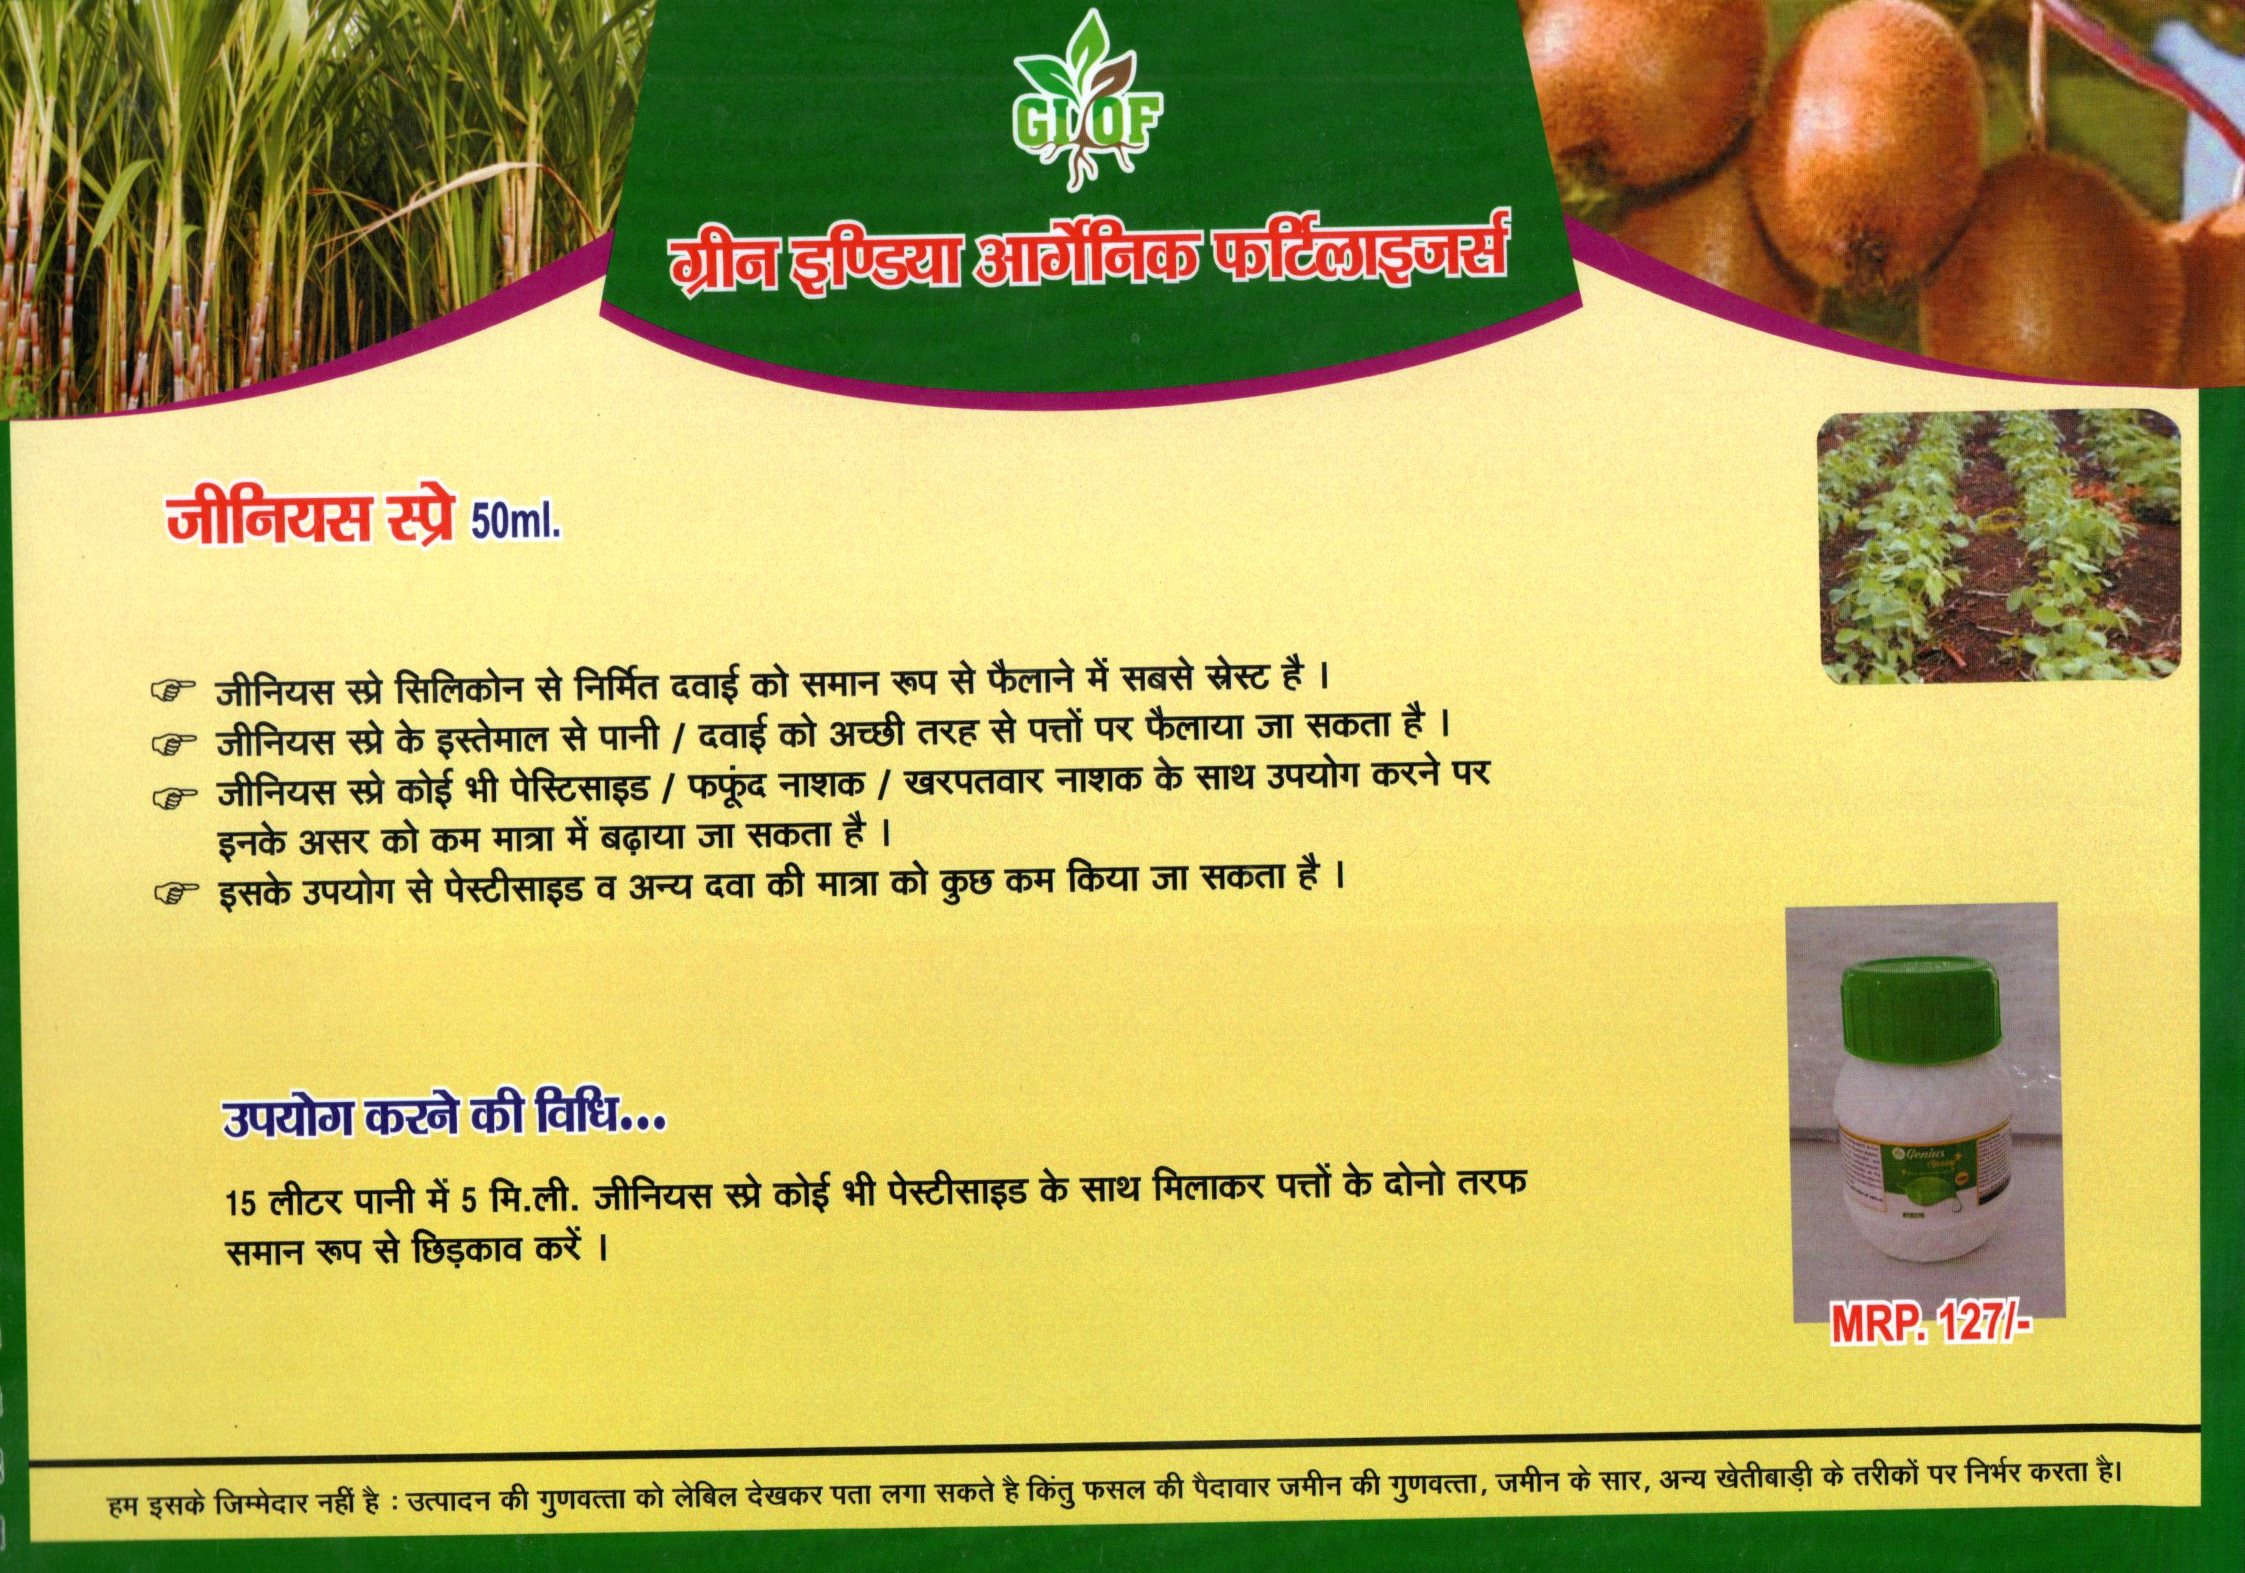 GIOF
ग्रीन इण्डिया आर्गेनिक फर्टिलाइजर्स
जीनियस स्प्रे 50ml.
जीनियस स्प्रे सिलिकोन से निर्मित दवाई को समान रूप से फैलाने में सबसे स्रेस्ट है ।
जीनियस स्प्रे के इस्तेमाल से पानी / दवाई को अच्छी तरह से पत्तों पर फैलाया जा सकता है ।
जीनियस स्प्रे कोई भी पेस्टिसाइड / फफूंद नाशक / खरपतवार नाशक के साथ उपयोग करने पर
इनके असर को कम मात्रा में बढ़ाया जा सकता है ।
इसके उपयोग से पेस्टीसाइड व अन्य दवा की मात्रा को कुछ कम किया जा सकता है ।
उपयोग करने की विधि...
15 लीटर पानी में 5 मि.ली. जीनियस स्प्रे कोई भी पेस्टीसाइड के साथ मिलाकर पत्तों के दोनो तरफ
समान रूप से छिड़काव करें ।
Genius
MRP. 127/-
हम इसके जिम्मेदार नहीं है : उत्पादन की गुणवत्ता को लेबिल देखकर पता लगा सकते है किंतु फसल की पैदावार जमीन की गुणवत्ता, जमीन के सार, अन्य खेतीबाड़ी के तरीकों पर निर्भर करता है।